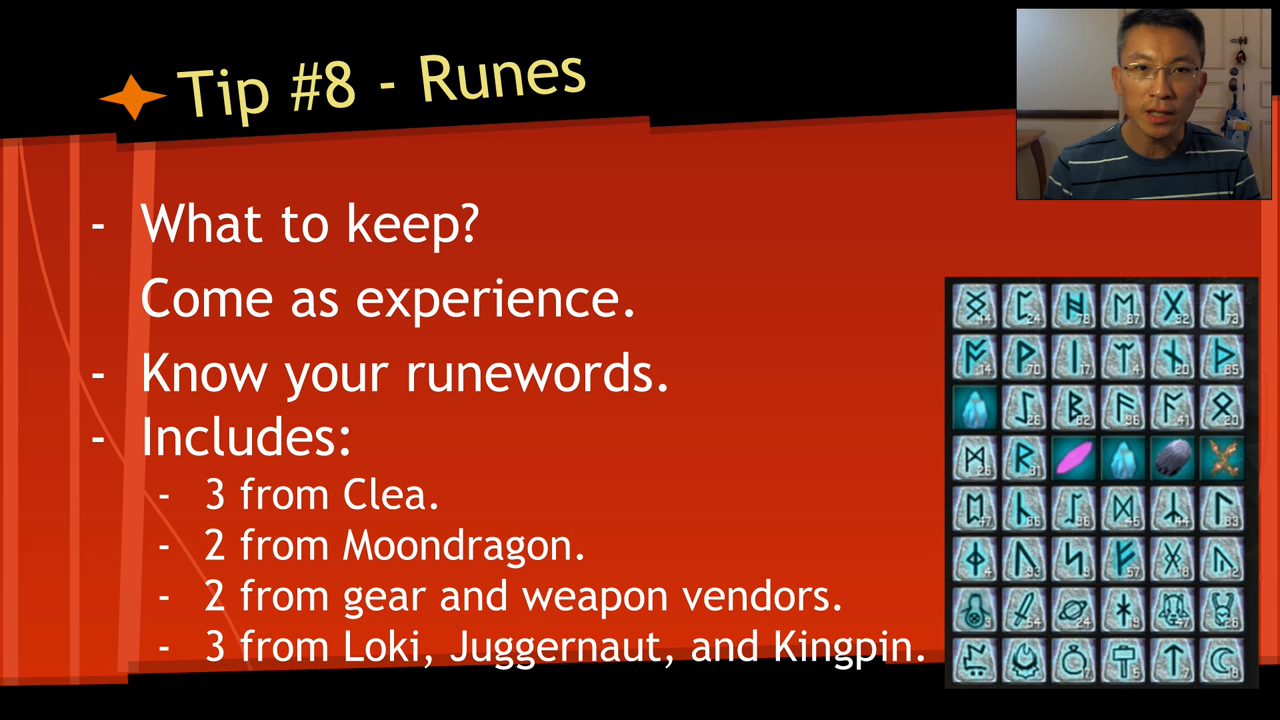 Tip #8 - Runes
- What to keep?
Come as experience.
- Know your runewords.
- Includes:
- 3 from Clea.
- 2 from Moondragon.
- 2 from gear and weapon vendors.
- 3 from Loki, Juggernaut, and Kingpin.